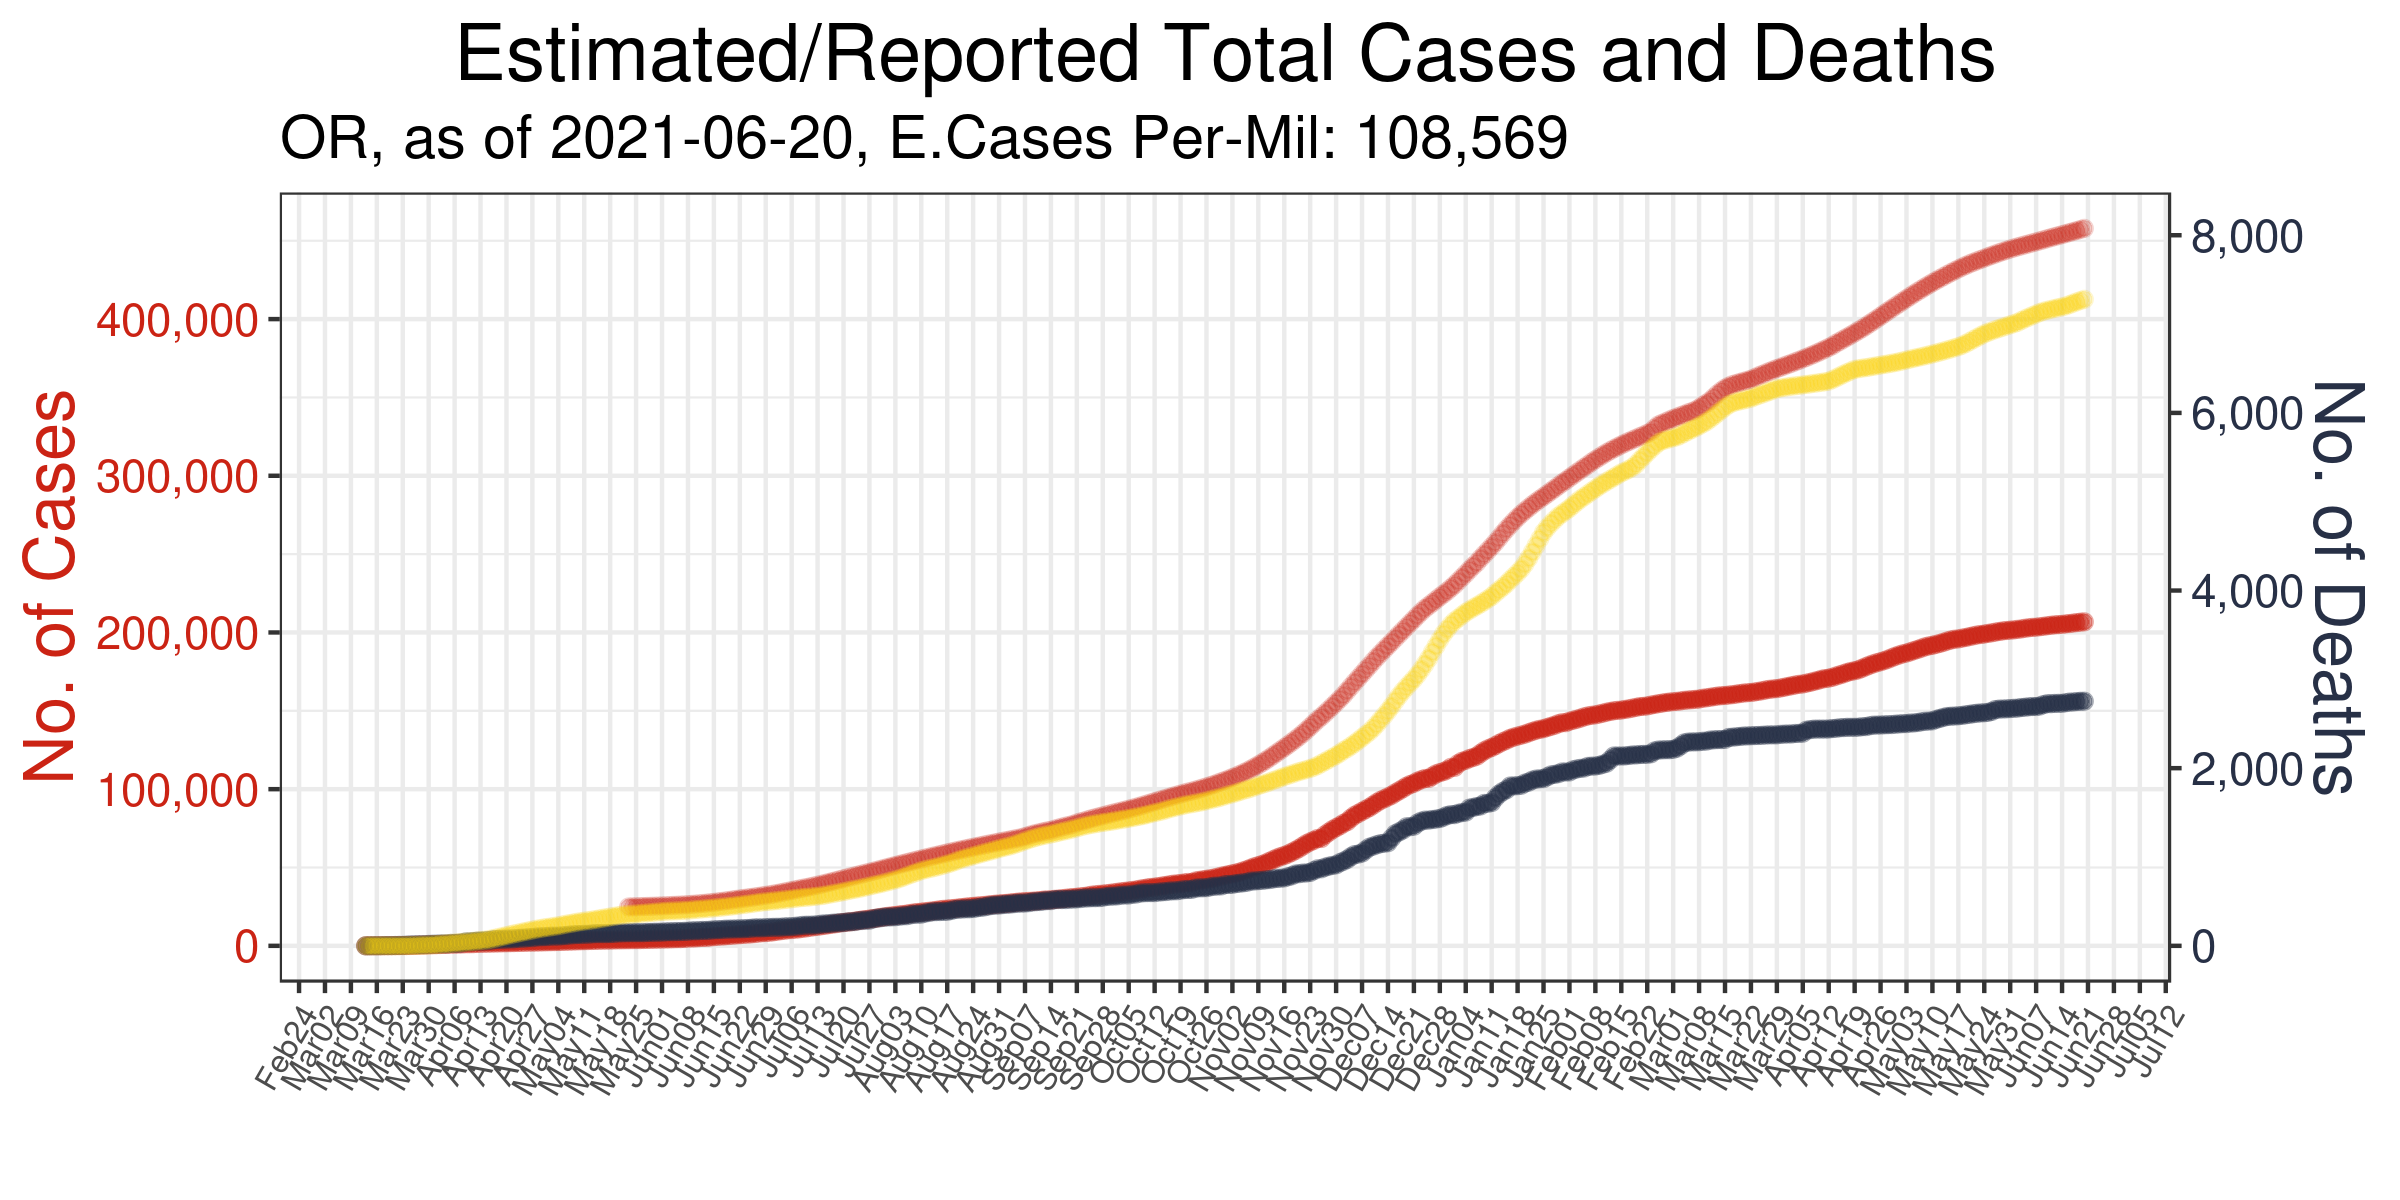 Estimated/Reported Total Cases and Deaths
OR, as of 2021-06-20, E.Cases Per-Mil: 108,569
No. of Cases
400,000
300,000
200,000
100,000
0
8,000
6,000
4,000
2,000
0
No. of Deaths
Feb24
Mar02
Mar09
Mar16
Mar23
Mar30
Apr06
Apr13
Apr20
Apr27
May04
May11
May18
May25
Jun01
Jun08
Jun15
Jun22
Jun29
Jul06
Jul13
Jul20
Jul27
Aug03
Aug10
Aug17
Aug24
Aug31
Sep07
Sep14
Sep21
Sep28
Oct05
Oct12
Oct19
Oct26
Nov02
Nov09
Nov16
Nov23
Nov30
Dec07
Dec14
Dec21
Dec28
Jan04
Jan11
Jan18
Jan25
Feb01
Feb08
Feb15
Feb22
Mar01
Mar08
Mar15
Mar22
Mar29
Apr05
Apr12
Apr19
Apr26
May03
May10
May17
May24
May31
Jun07
Jun14
Jun21
Jun28
Jul05
Jul12